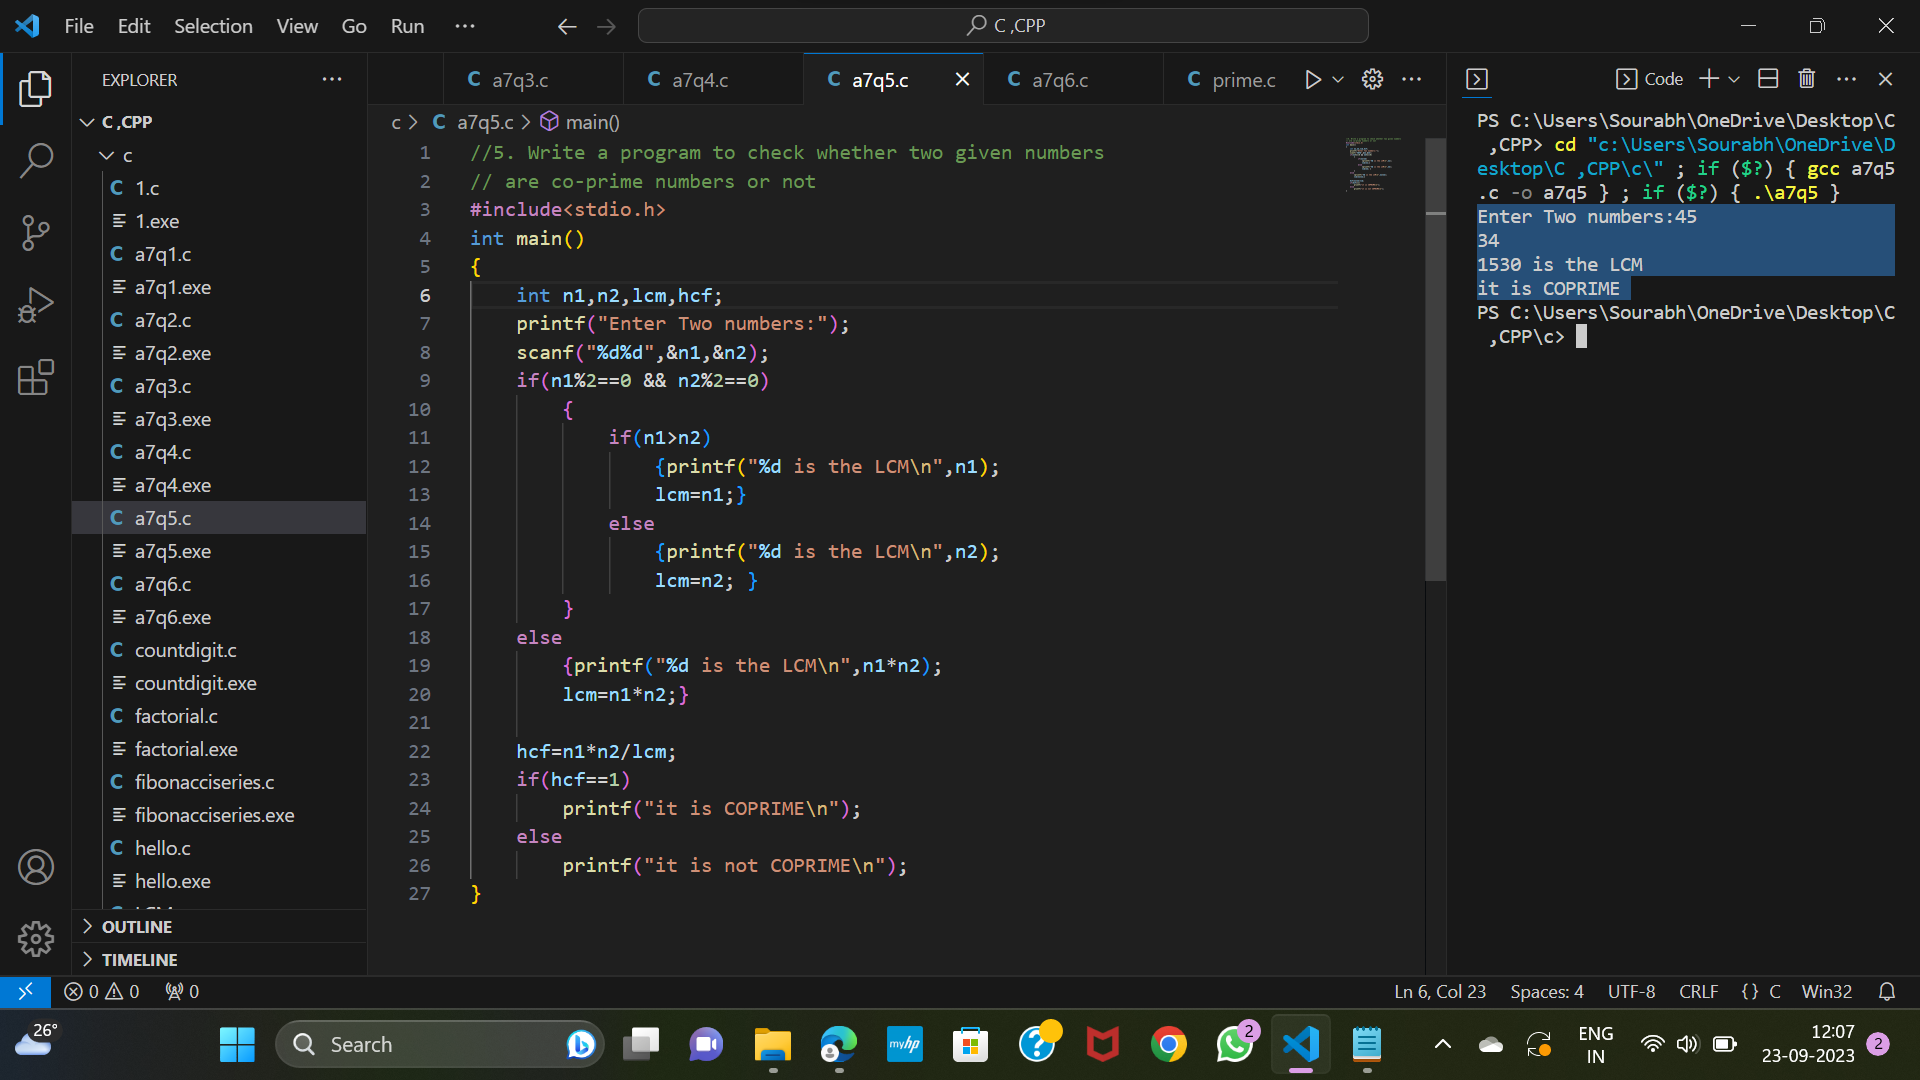 File Edit Selection View Go Run ···
C ,CPP
EXPLORER
C ,CPP
c
1.c
1.exe
a7q1.c
a7q1.exe
a7q2.c
a7q2.exe
a7q3.c
a7q3.exe
a7q4.c
a7q4.exe
a7q5.c
a7q5.exe
a7q6.c
a7q6.exe
countdigit.c
countdigit.exe
factorial.c
factorial.exe
fibonacciseries.c
fibonacciseries.exe
hello.c
hello.exe
OUTLINE
TIMELINE
C a7q3.c C a7q4.c C a7q5.c C a7q6.c C prime.c
c > C a7q5.c > main()
1 //5. Write a program to check whether two given numbers
2 // are co-prime numbers or not
3 #include<stdio.h>
4 int main()
5 {
6 int n1,n2,lcm,hcf;
7 printf("Enter Two numbers:");
8 scanf("%d%d",&n1,&n2);
9 if(n1%2==0 && n2%2==0)
10 {
11 if(n1>n2)
12 {printf("%d is the LCM\n",n1);
13 lcm=n1;}
14 else
15 {printf("%d is the LCM\n",n2);
16 lcm=n2; }
17 }
18 else
19 {printf("%d is the LCM\n",n1*n2);
20 lcm=n1*n2;}
21
22 hcf=n1*n2/lcm;
23 if(hcf==1)
24 printf("it is COPRIME\n");
25 else
26 printf("it is not COPRIME\n");
27 }
Code
PS C:\Users\Sourabh\OneDrive\Desktop\C
,CPP> cd "c:\Users\Sourabh\OneDrive\D
esktop\C ,CPP\c\" ; if ($?) { gcc a7q5
.c -o a7q5 } ; if ($?) { .\a7q5 }
Enter Two numbers:45
34
1530 is the LCM
it is COPRIME
PS C:\Users\Sourabh\OneDrive\Desktop\C
,CPP\c>
0 0 0
Ln 6, Col 23 Spaces: 4 UTF-8 CRLF {} C Win32
26°
Search
myhp
2
ENG
IN
12:07
23-09-2023
2